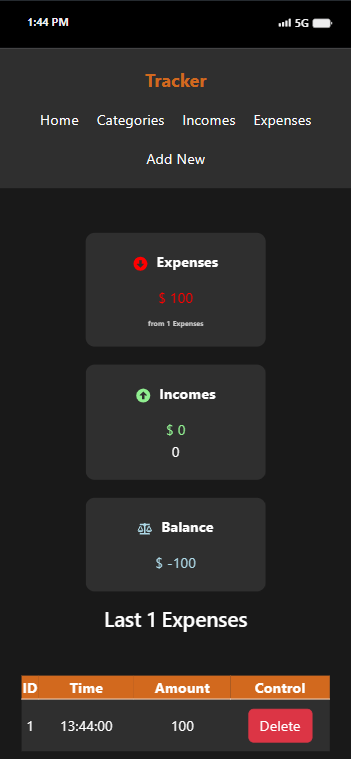 1:44 PM 5G
Tracker
Home Categories Incomes Expenses
Add New
Expenses
$ 100
from 1 Expenses
Incomes
$ 0
0
Balance
$ -100
Last 1 Expenses
ID Time Amount Control
1 13:44:00 100 Delete